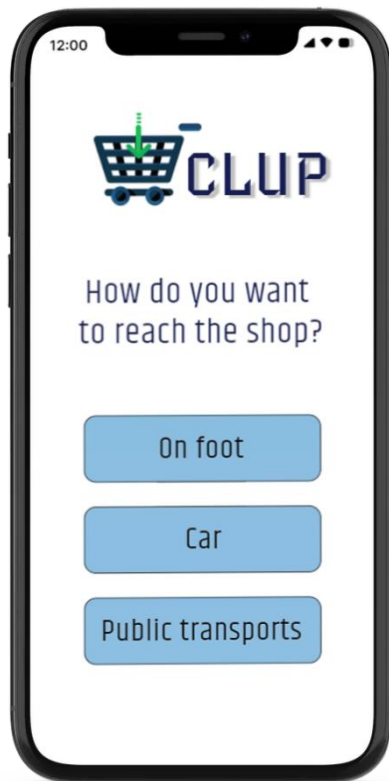 12:00
CLUP
How do you want
to reach the shop?
On foot
Car
Public transports